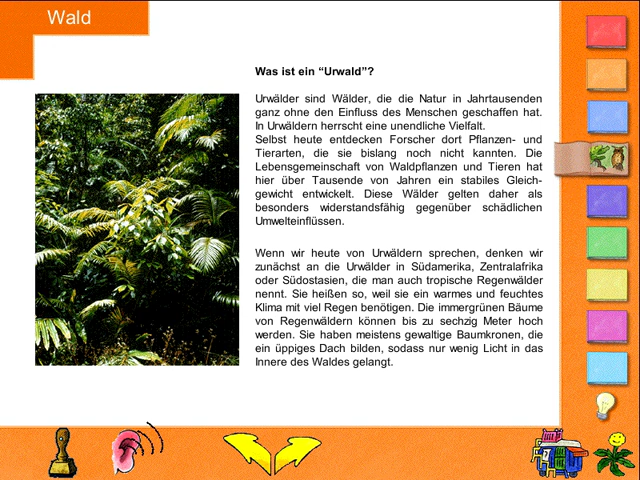 Wald
Was ist ein “Urwald”?
Urwälder sind Wälder, die die Natur in Jahrtausenden
ganz ohne den Einfluss des Menschen geschaffen hat.
In Urwäldern herrscht eine unendliche Vielfalt.
Selbst heute entdecken Forscher dort Pflanzen- und
Tierarten, die sie bislang noch nicht kannten. Die
Lebensgemeinschaft von Waldpflanzen und Tieren hat
hier über Tausende von Jahren ein stabiles Gleich-
gewicht entwickelt. Diese Wälder gelten daher als
besonders widerstandsfähig gegenüber schädlichen
Umwelteinflüssen.
Wenn wir heute von Urwäldern sprechen, denken wir
zunächst an die Urwälder in Südamerika, Zentralafrika
oder Südostasien, die man auch tropische Regenwälder
nennt. Sie heißen so, weil sie ein warmes und feuchtes
Klima mit viel Regen benötigen. Die immergrünen Bäume
von Regenwäldern können bis zu sechzig Meter hoch
werden. Sie haben meistens gewaltige Baumkronen, die
ein üppiges Dach bilden, sodass nur wenig Licht in das
Innere des Waldes gelangt.